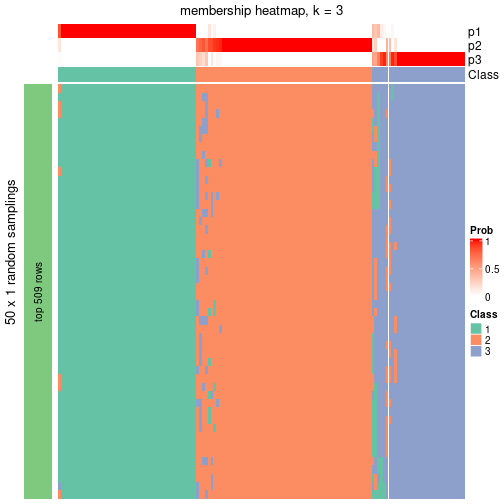 membership heatmap, k = 3
p1
p2
p3
Class
50 x 1 random samplings
top 509 rows
Prob
1
0.5
0
Class
1
2
3